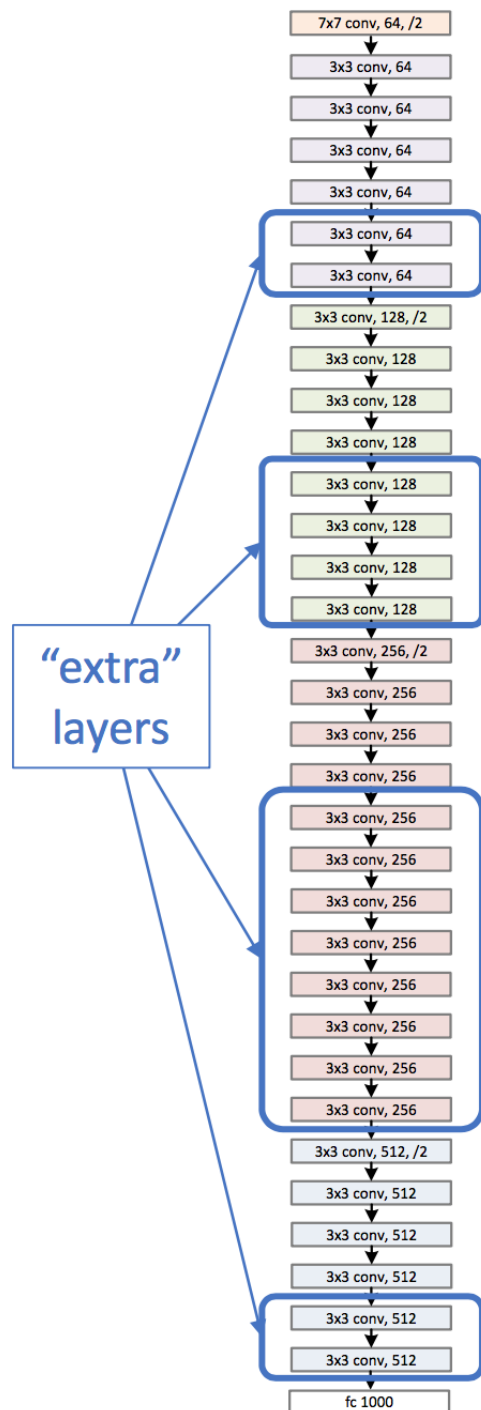 7x7 conv, 64, /2
3x3 conv, 64
3x3 conv, 64
3x3 conv, 64
3x3 conv, 64
3x3 conv, 64
3x3 conv, 64
3x3 conv, 128, /2
3x3 conv, 128
3x3 conv, 128
3x3 conv, 128
3x3 conv, 128
3x3 conv, 128
3x3 conv, 128
3x3 conv, 128
"extra"
layers
3x3 conv, 256, /2
3x3 conv, 256
3x3 conv, 256
3x3 conv, 256
3x3 conv, 256
3x3 conv, 256
3x3 conv, 256
3x3 conv, 256
3x3 conv, 256
3x3 conv, 256
3x3 conv, 256
3x3 conv, 256
3x3 conv, 512, /2
3x3 conv, 512
3x3 conv, 512
3x3 conv, 512
3x3 conv, 512
3x3 conv, 512
fc 1000